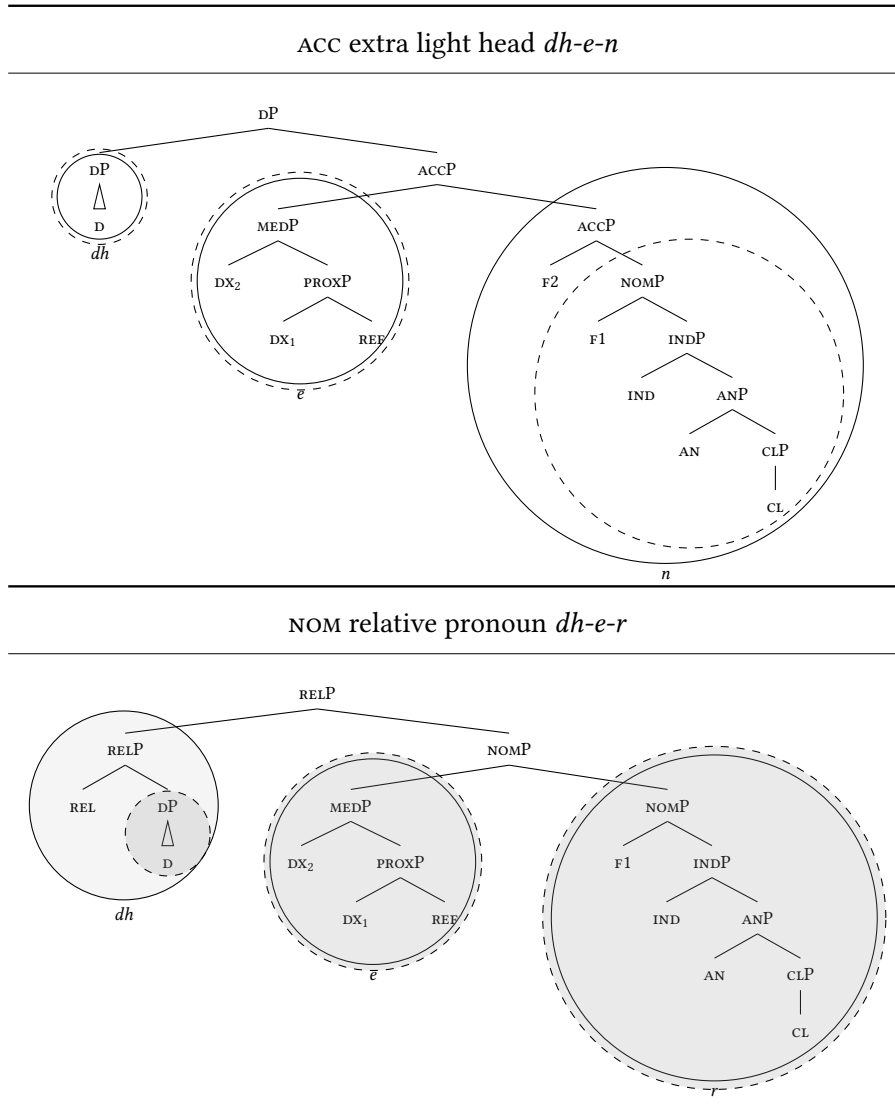 ACC extra light head dh-e-n
DP
DP ACCP
D MEDP ACCP
dh DX₂ PROXP F2 NOMP
DX₁ REF F1 INDP
e IND ANP
AN CLP
CL
n
NOM relative pronoun dh-e-r
RELP
RELP NOMP
REL DP MEDP NOMP
D DX₂ PROXP F1 INDP
dh DX₁ REF IND ANP
e AN CLP
CL
r